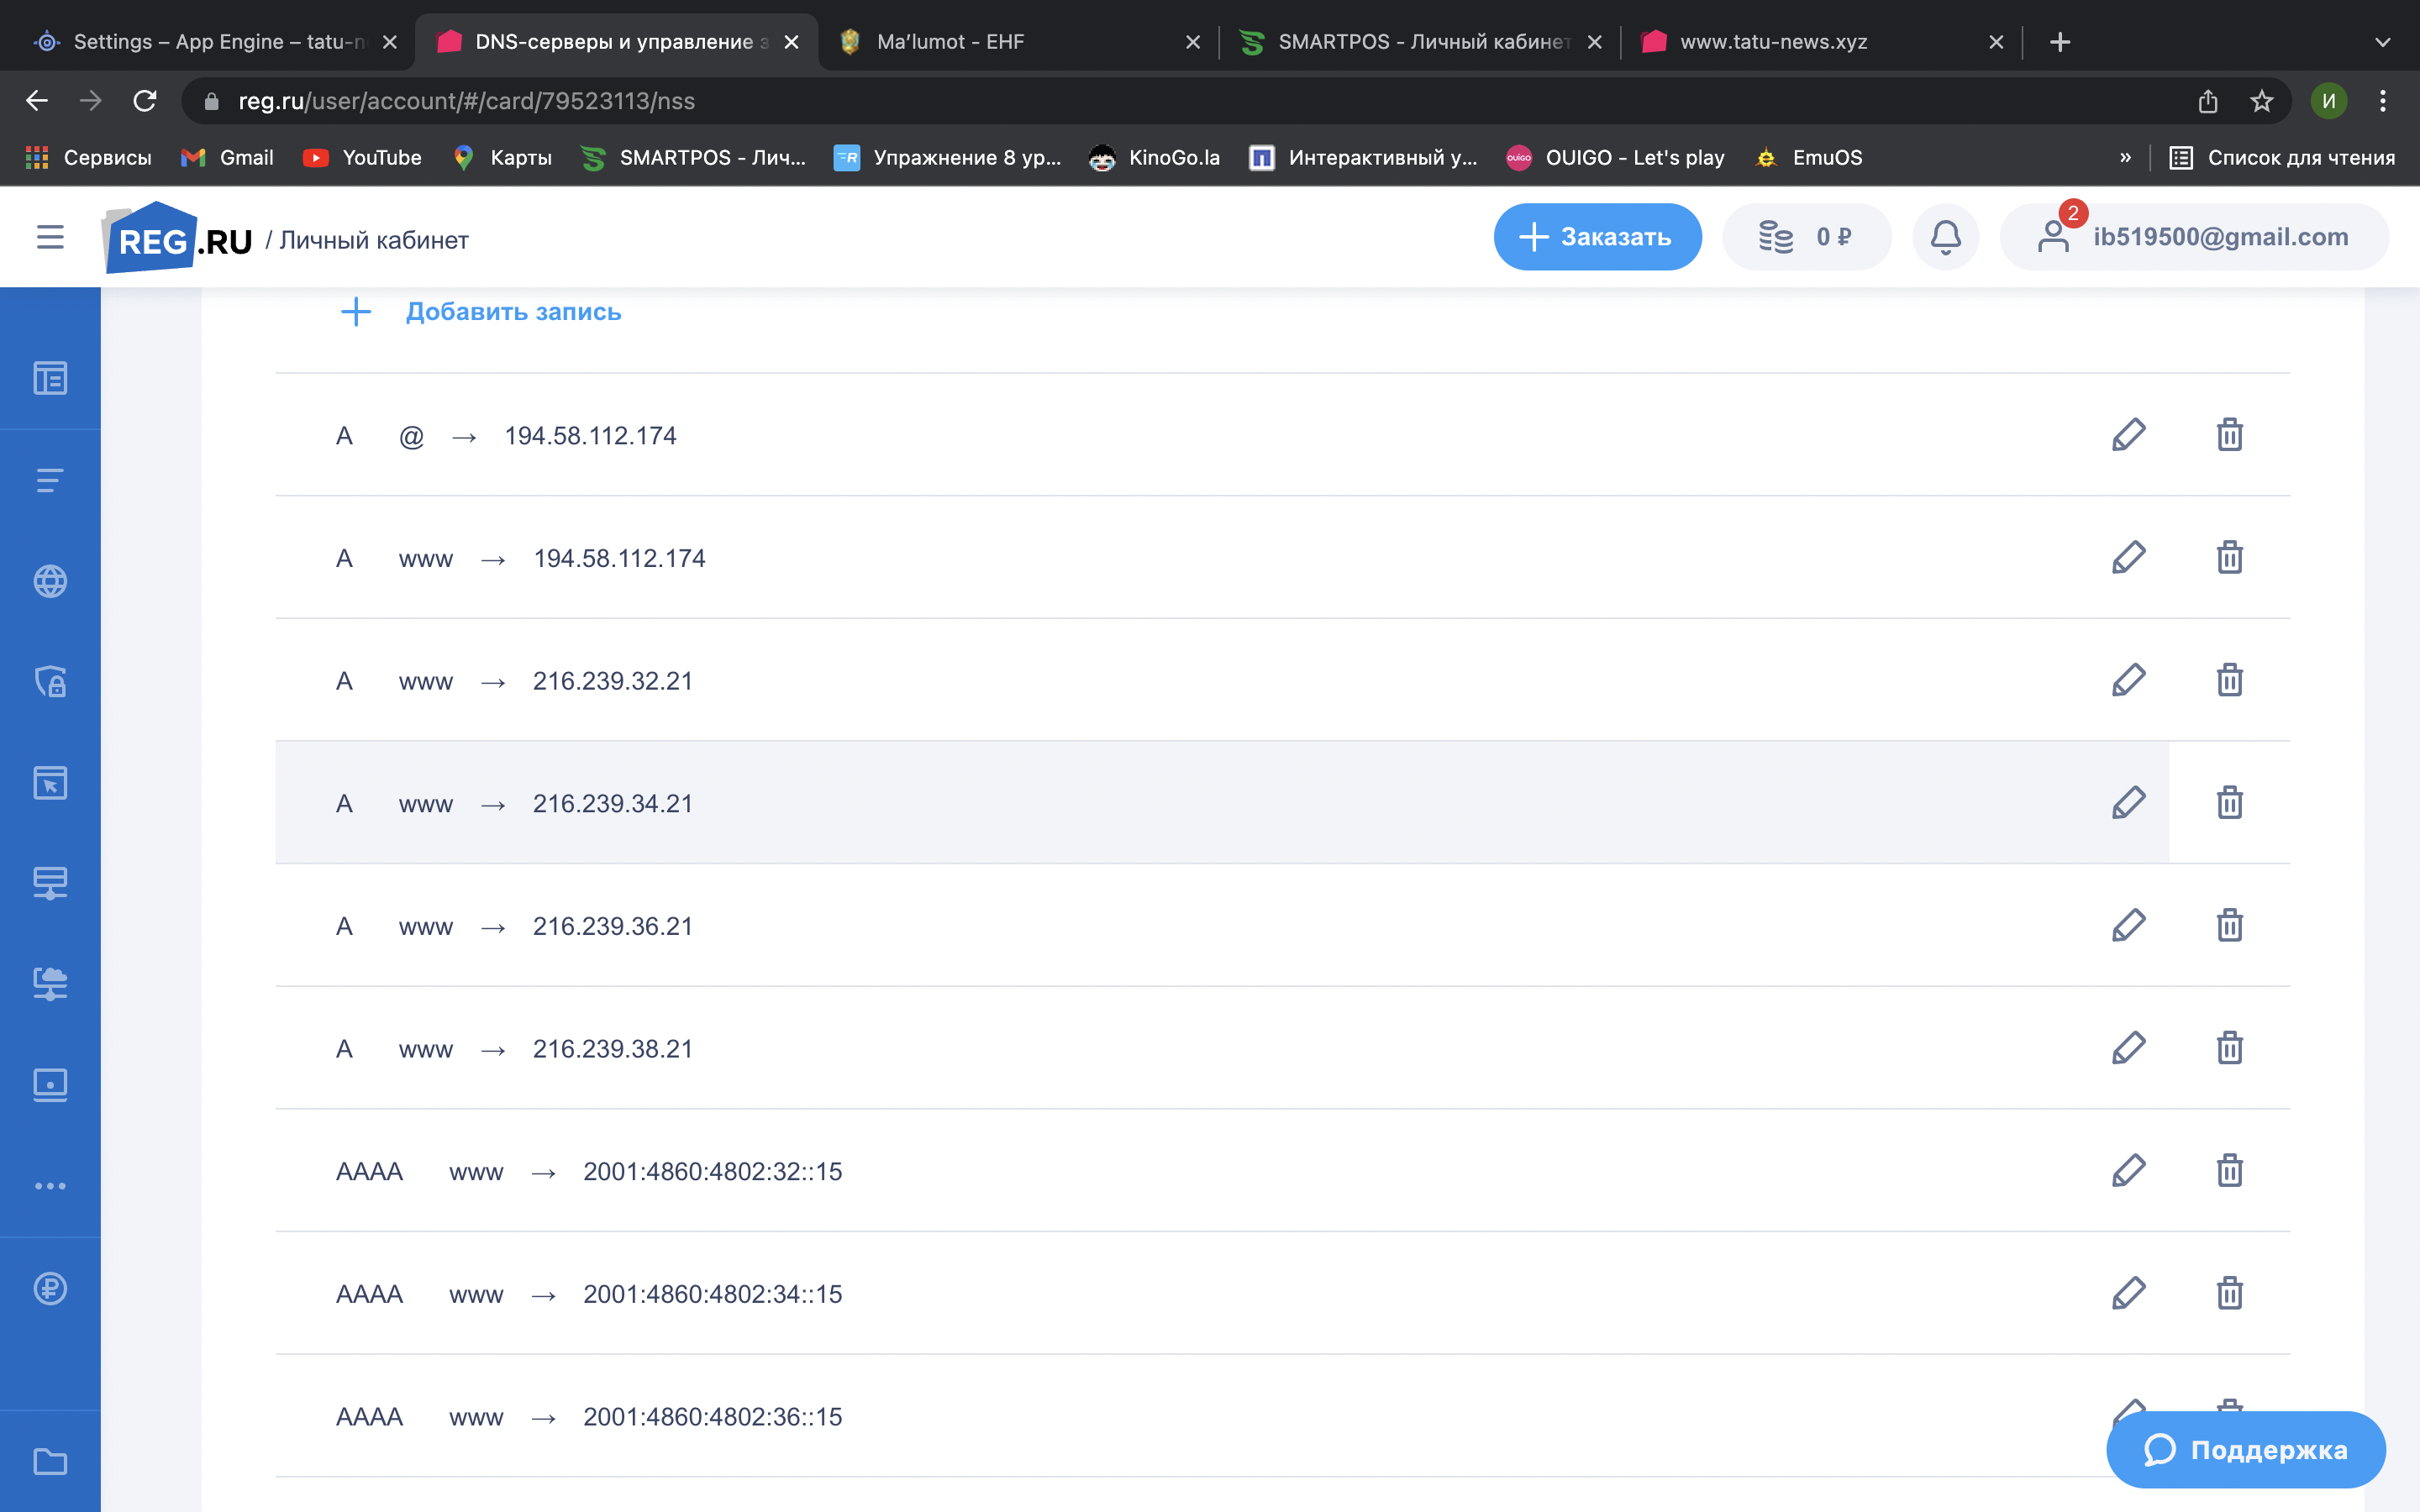 Settings – App Engine – tatu-n
DNS-серверы и управление з
Ma’lumot - EHF
SMARTPOS - Личный кабинет
www.tatu-news.xyz
reg.ru/user/account/#/card/79523113/nss
И
Сервисы
Gmail
YouTube
Карты
SMARTPOS - Лич...
Упражнение 8 ур...
KinoGo.la
Интерактивный у...
OUIGO
OUIGO - Let's play
EmuOS
»
Список для чтения
REG.RU / Личный кабинет
+ Заказать
0 ₽
2
ib519500@gmail.com
+ Добавить запись
A @ → 194.58.112.174
A www → 194.58.112.174
A www → 216.239.32.21
A www → 216.239.34.21
A www → 216.239.36.21
A www → 216.239.38.21
AAAA www → 2001:4860:4802:32::15
AAAA www → 2001:4860:4802:34::15
AAAA www → 2001:4860:4802:36::15
Поддержка